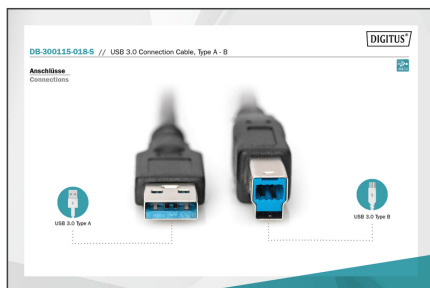 DIGITUS®
DB-300115-018-S // USB 3.0 Connection Cable, Type A - B
Anschlüsse
Connections
USB 3.0 Type A
USB 3.0 Type B